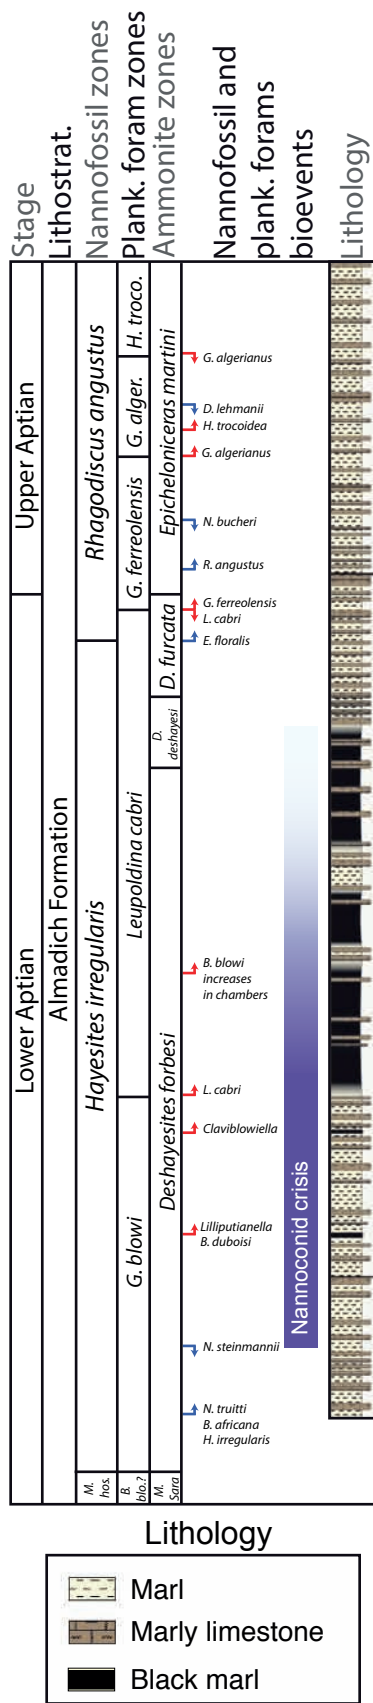 Stage
Lithostrat.
Nannofossil zones
Plank. foram zones
Ammonite zones
Nannofossil and
plank. forams
bioevents
Lithology
Upper Aptian
Lower Aptian
Almadich Formation
Rhagodiscus angustus
Hayesites irregularis
M.
hos.
H. troco.
G. alger.
G. ferreolensis
Leupoldina cabri
G. blowi
B.
blo.?
Epicheloniceras martini
D. furcata
D.
deshayesi
Deshayesites forbesi
M.
Sara
G. algerianus
D. lehmanii
H. trocoidea
G. algerianus
N. bucheri
R. angustus
G. ferreolensis
L. cabri
E. floralis
B. blowi
increases
in chambers
L. cabri
Claviblowiella
Lilliputianella
B. duboisi
N. steinmannii
N. truitti
B. africana
H. irregularis
Nannoconid crisis
Lithology
Marl
Marly limestone
Black marl